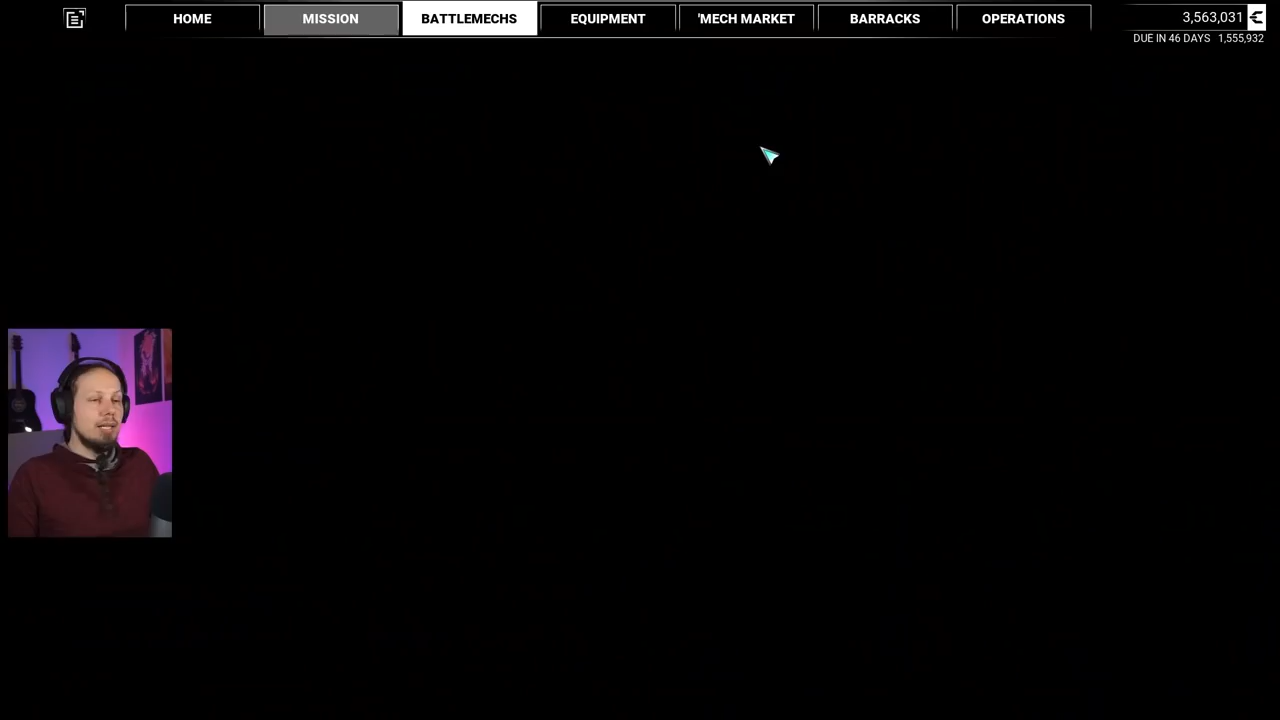 HOME
MISSION
BATTLEMECHS
EQUIPMENT
'MECH MARKET
BARRACKS
OPERATIONS
3,563,031
DUE IN 46 DAYS 1,555,932